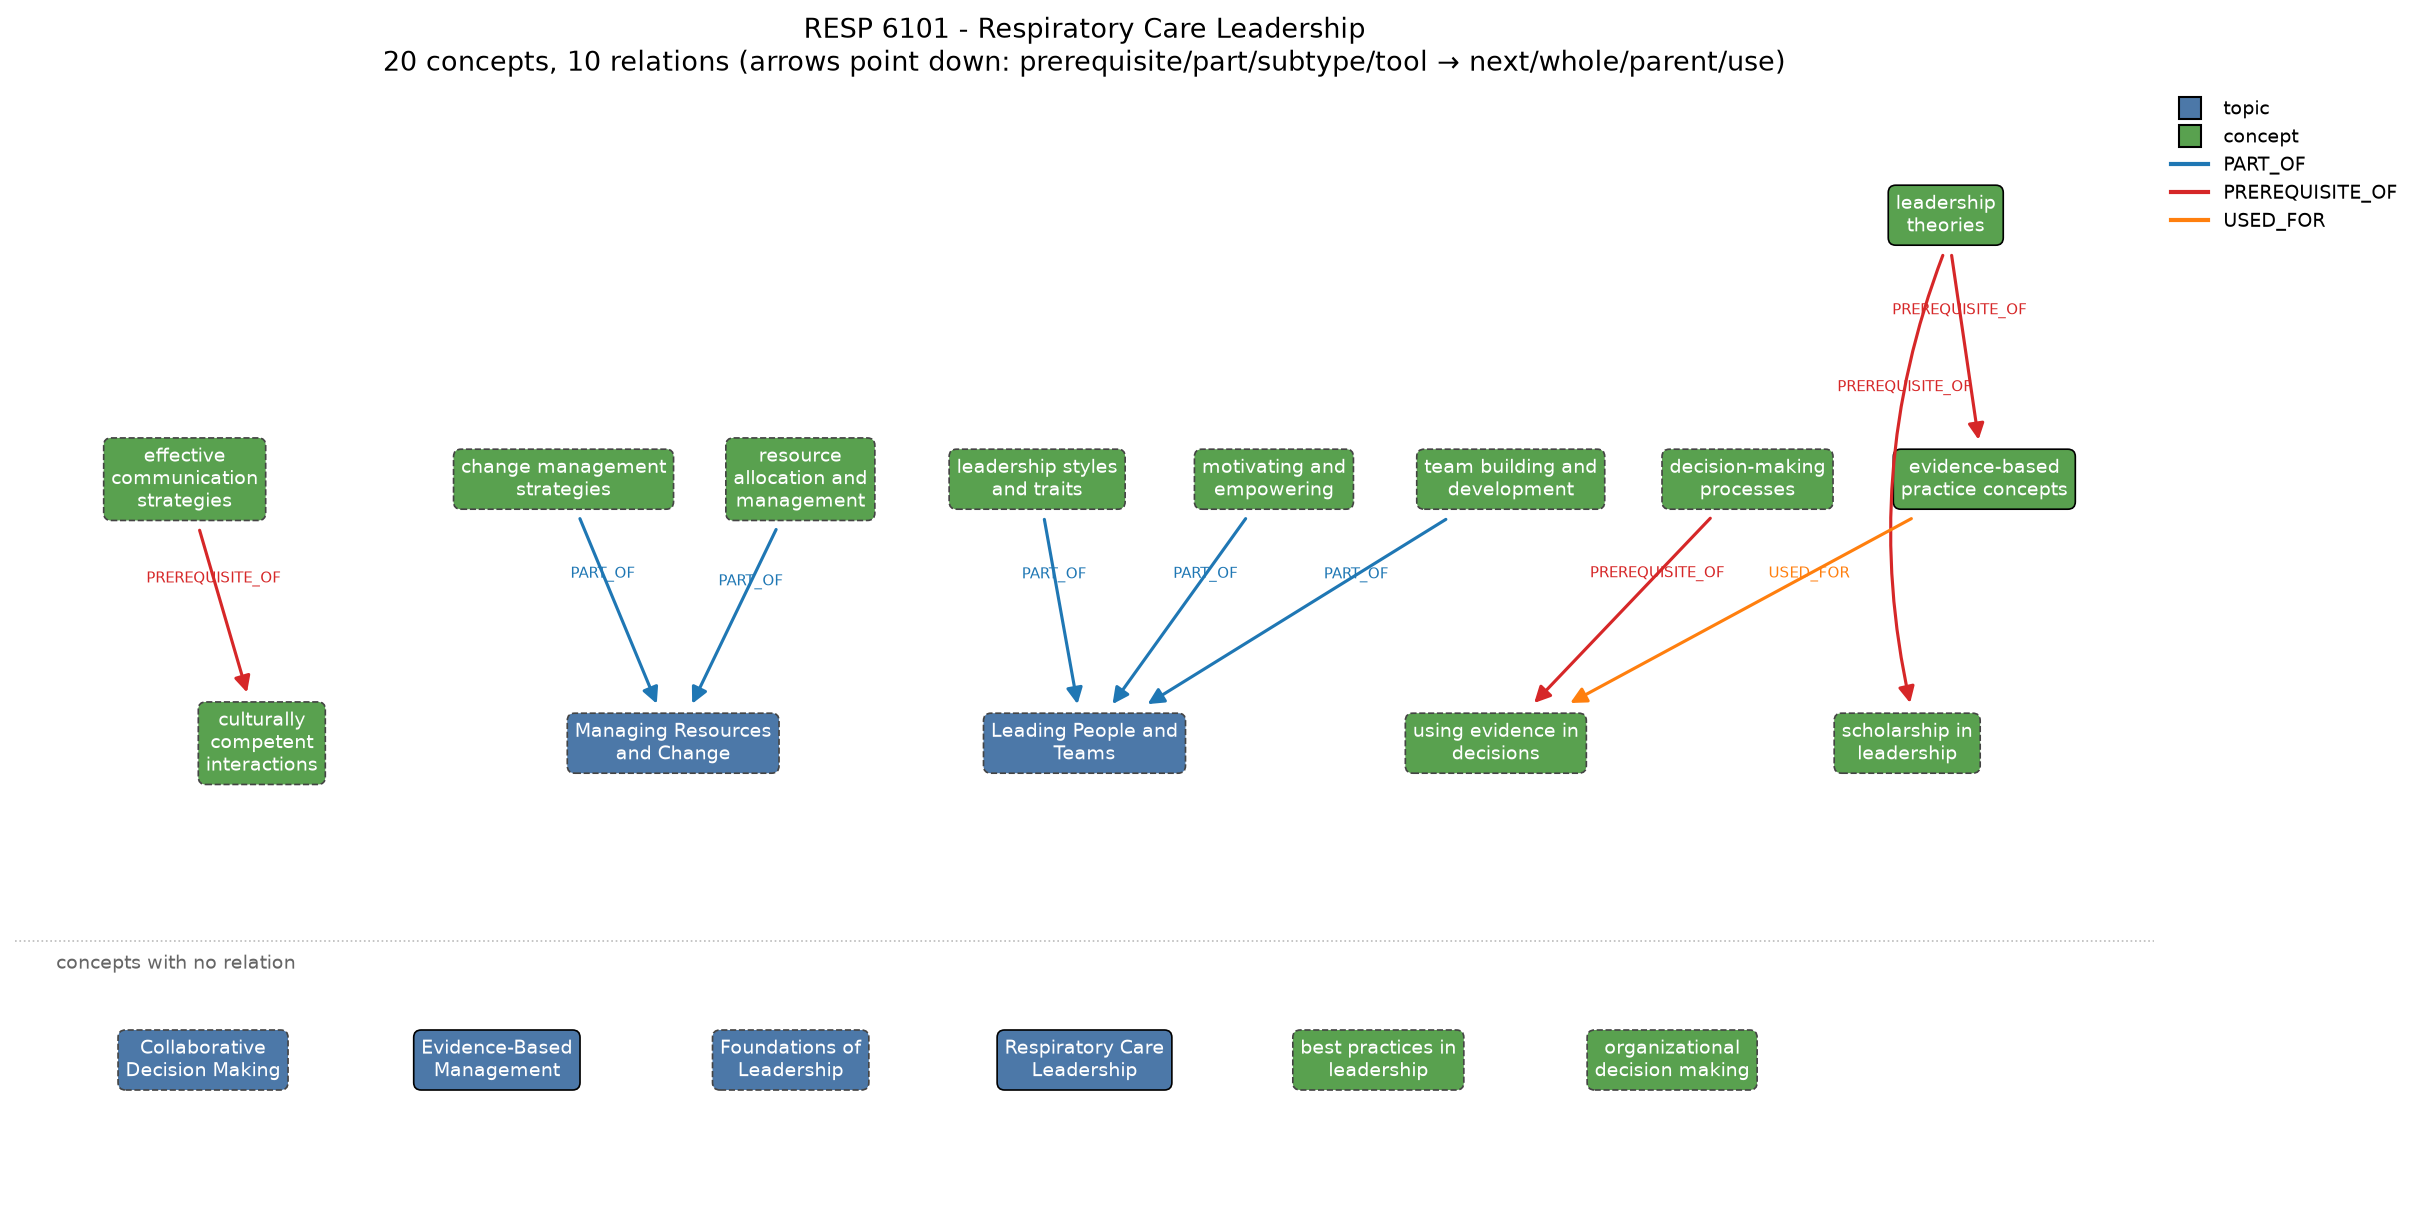 RESP 6101 - Respiratory Care Leadership
20 concepts, 10 relations (arrows point down: prerequisite/part/subtype/tool → next/whole/parent/use)
topic
concept
PART_OF
PREREQUISITE_OF
USED_FOR
leadership
theories
PREREQUISITE_OF
PREREQUISITE_OF
effective
communication
strategies
change management
strategies
resource
allocation and
management
leadership styles
and traits
motivating and
empowering
team building and
development
decision-making
processes
evidence-based
practice concepts
PREREQUISITE_OF
PART_OF
PART_OF
PART_OF
PART_OF
PART_OF
PREREQUISITE_OF
USED_FOR
culturally
competent
interactions
Managing Resources
and Change
Leading People and
Teams
using evidence in
decisions
scholarship in
leadership
concepts with no relation
Collaborative
Decision Making
Evidence-Based
Management
Foundations of
Leadership
Respiratory Care
Leadership
best practices in
leadership
organizational
decision making